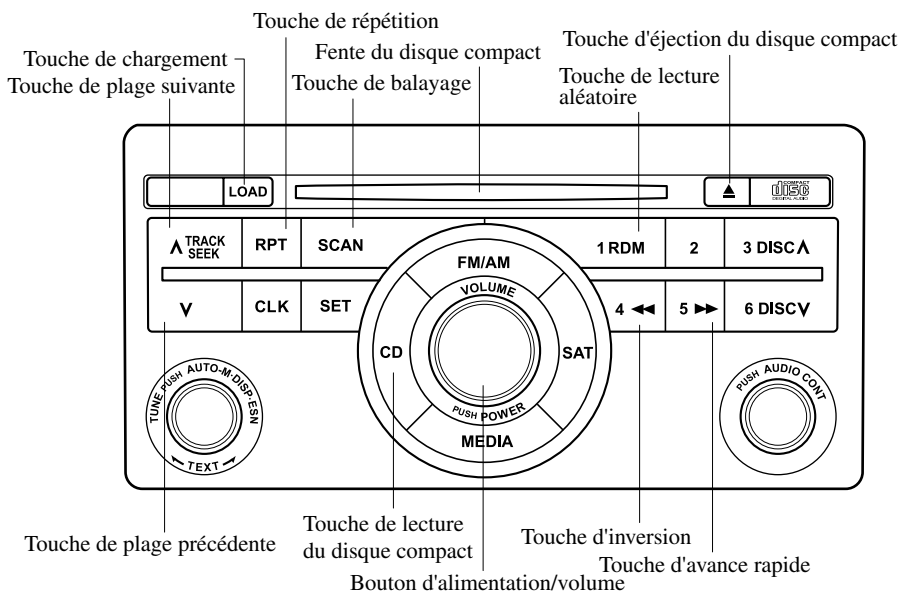 Touche de répétition
Touche de chargement
Fente du disque compact
Touche d'éjection du disque compact
Touche de plage suivante
Touche de balayage
Touche de lecture
aléatoire
LOAD
COMPACT
disc
DIGITAL AUDIO
TRACK
SEEK
RPT
SCAN
FM/AM
1 RDM
2
3 DISC
VOLUME
CLK
SET
4
5
6 DISC
CD
SAT
PUSH POWER
MEDIA
TUNE PUSH AUTO-M·DISP·ESN
TEXT
PUSH AUDIO CONT
Touche de plage précédente
Touche de lecture
du disque compact
Touche d'inversion
Touche d'avance rapide
Bouton d'alimentation/volume